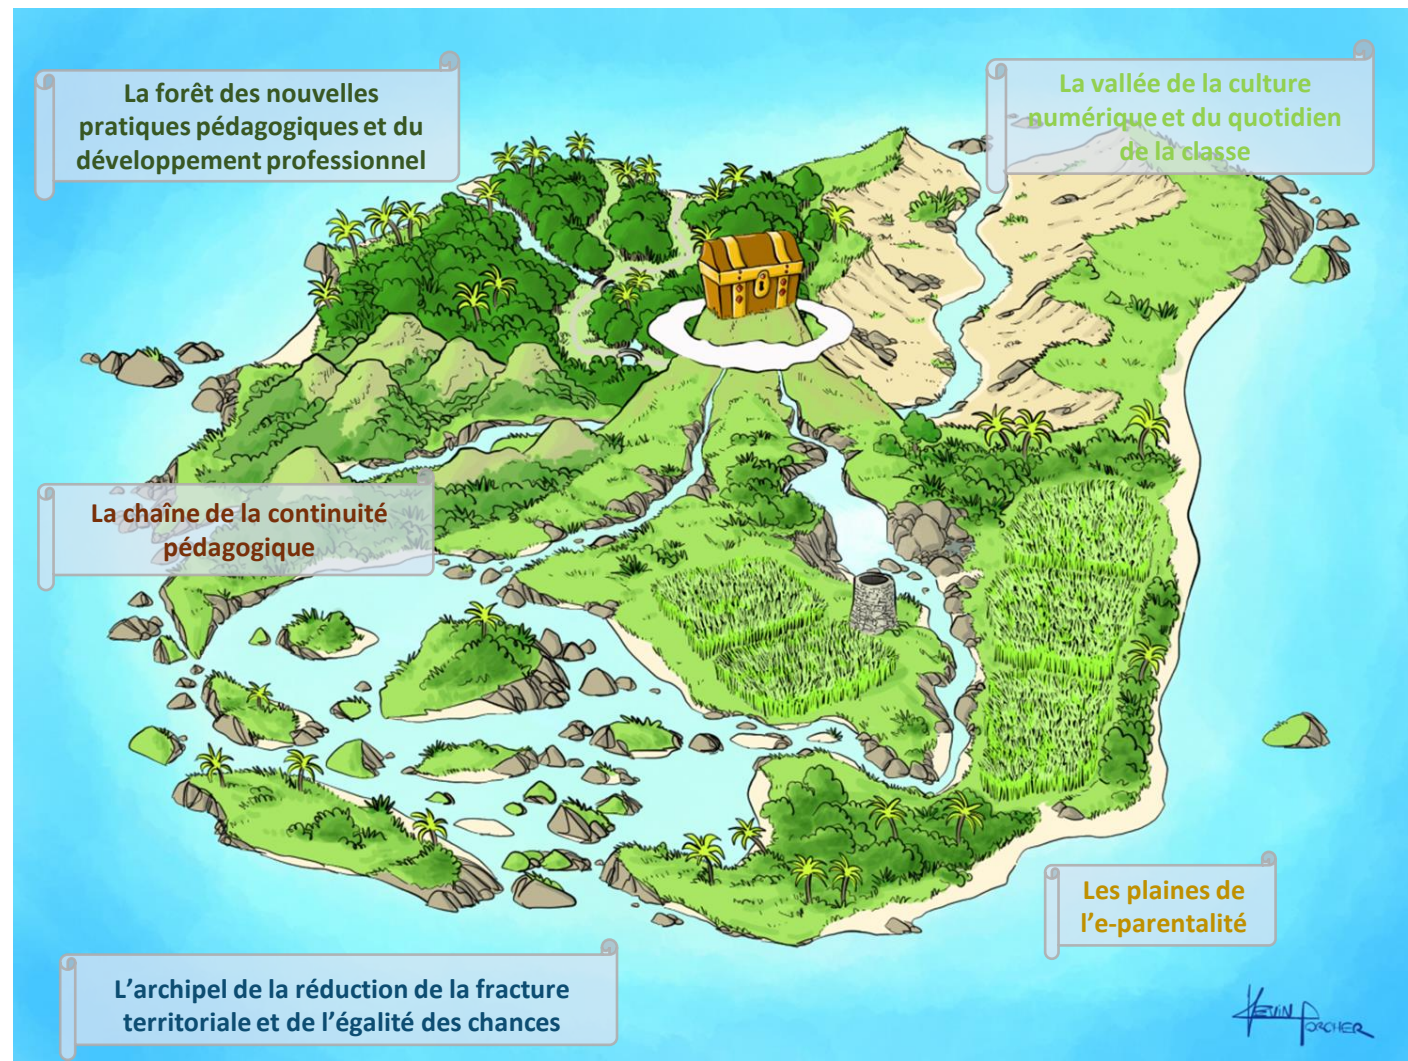 La forêt des nouvelles
pratiques pédagogiques et du
développement professionnel
La vallée de la culture
numérique et du quotidien
de la classe
La chaîne de la continuité
pédagogique
Les plaines de
l'e-parentalité
L'archipel de la réduction de la fracture
territoriale et de l'égalité des chances
KEVIN PORCHER